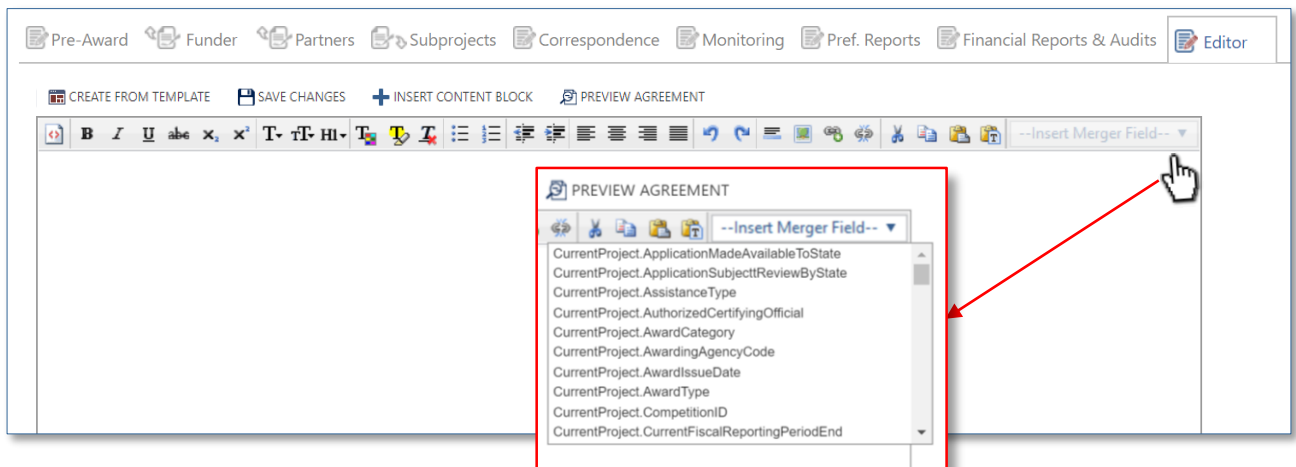 Pre-Award Funder Partners Subprojects Correspondence Monitoring Pref. Reports Financial Reports & Audits Editor
CREATE FROM TEMPLATE SAVE CHANGES INSERT CONTENT BLOCK PREVIEW AGREEMENT
B I U abc x₂ x² T T H1 T T T --Insert Merger Field--
PREVIEW AGREEMENT
--Insert Merger Field--
CurrentProject.ApplicationMadeAvailableToState
CurrentProject.ApplicationSubjecttReviewByState
CurrentProject.AssistanceType
CurrentProject.AuthorizedCertifyingOfficial
CurrentProject.AwardCategory
CurrentProject.AwardingAgencyCode
CurrentProject.AwardIssueDate
CurrentProject.AwardType
CurrentProject.CompetitionID
CurrentProject.CurrentFiscalReportingPeriodEnd